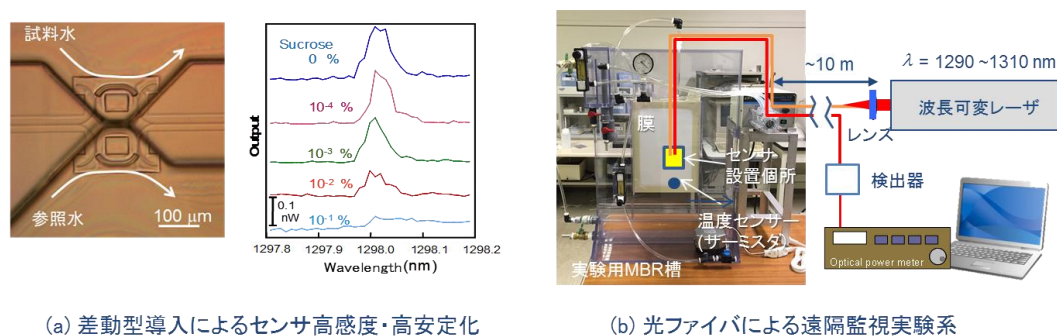 試料水
参照水
100 μm
Sucrose
0 %
10-4 %
10-3 %
10-2 %
10-1 %
Output
0.1
nW
1297.8 1297.9 1298.0 1298.1 1298.2
Wavelength(nm)
(a) 差動型導入によるセンサ高感度・高安定化
~10 m
λ = 1290 ~1310 nm
波長可変レーザ
レンズ
膜
センサ
設置個所
検出器
温度センサー
(サーミスタ)
Optical power meter
実験用MBR槽
(b) 光ファイバによる遠隔監視実験系